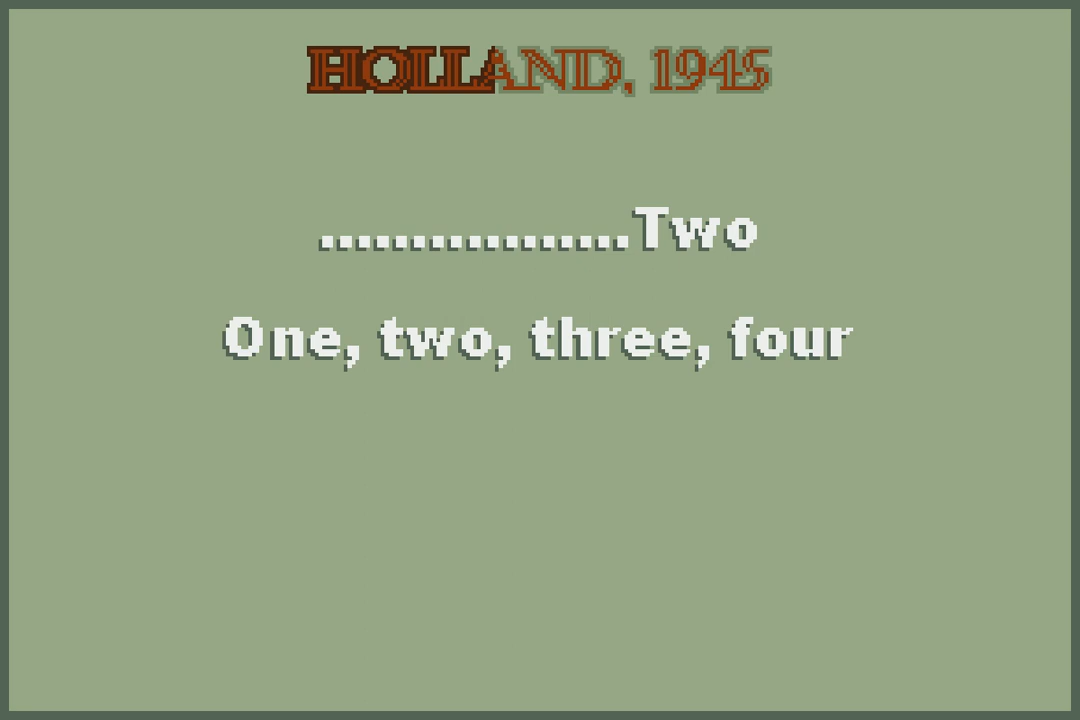 HOLLAND, 1945
.................Two
One, two, three, four